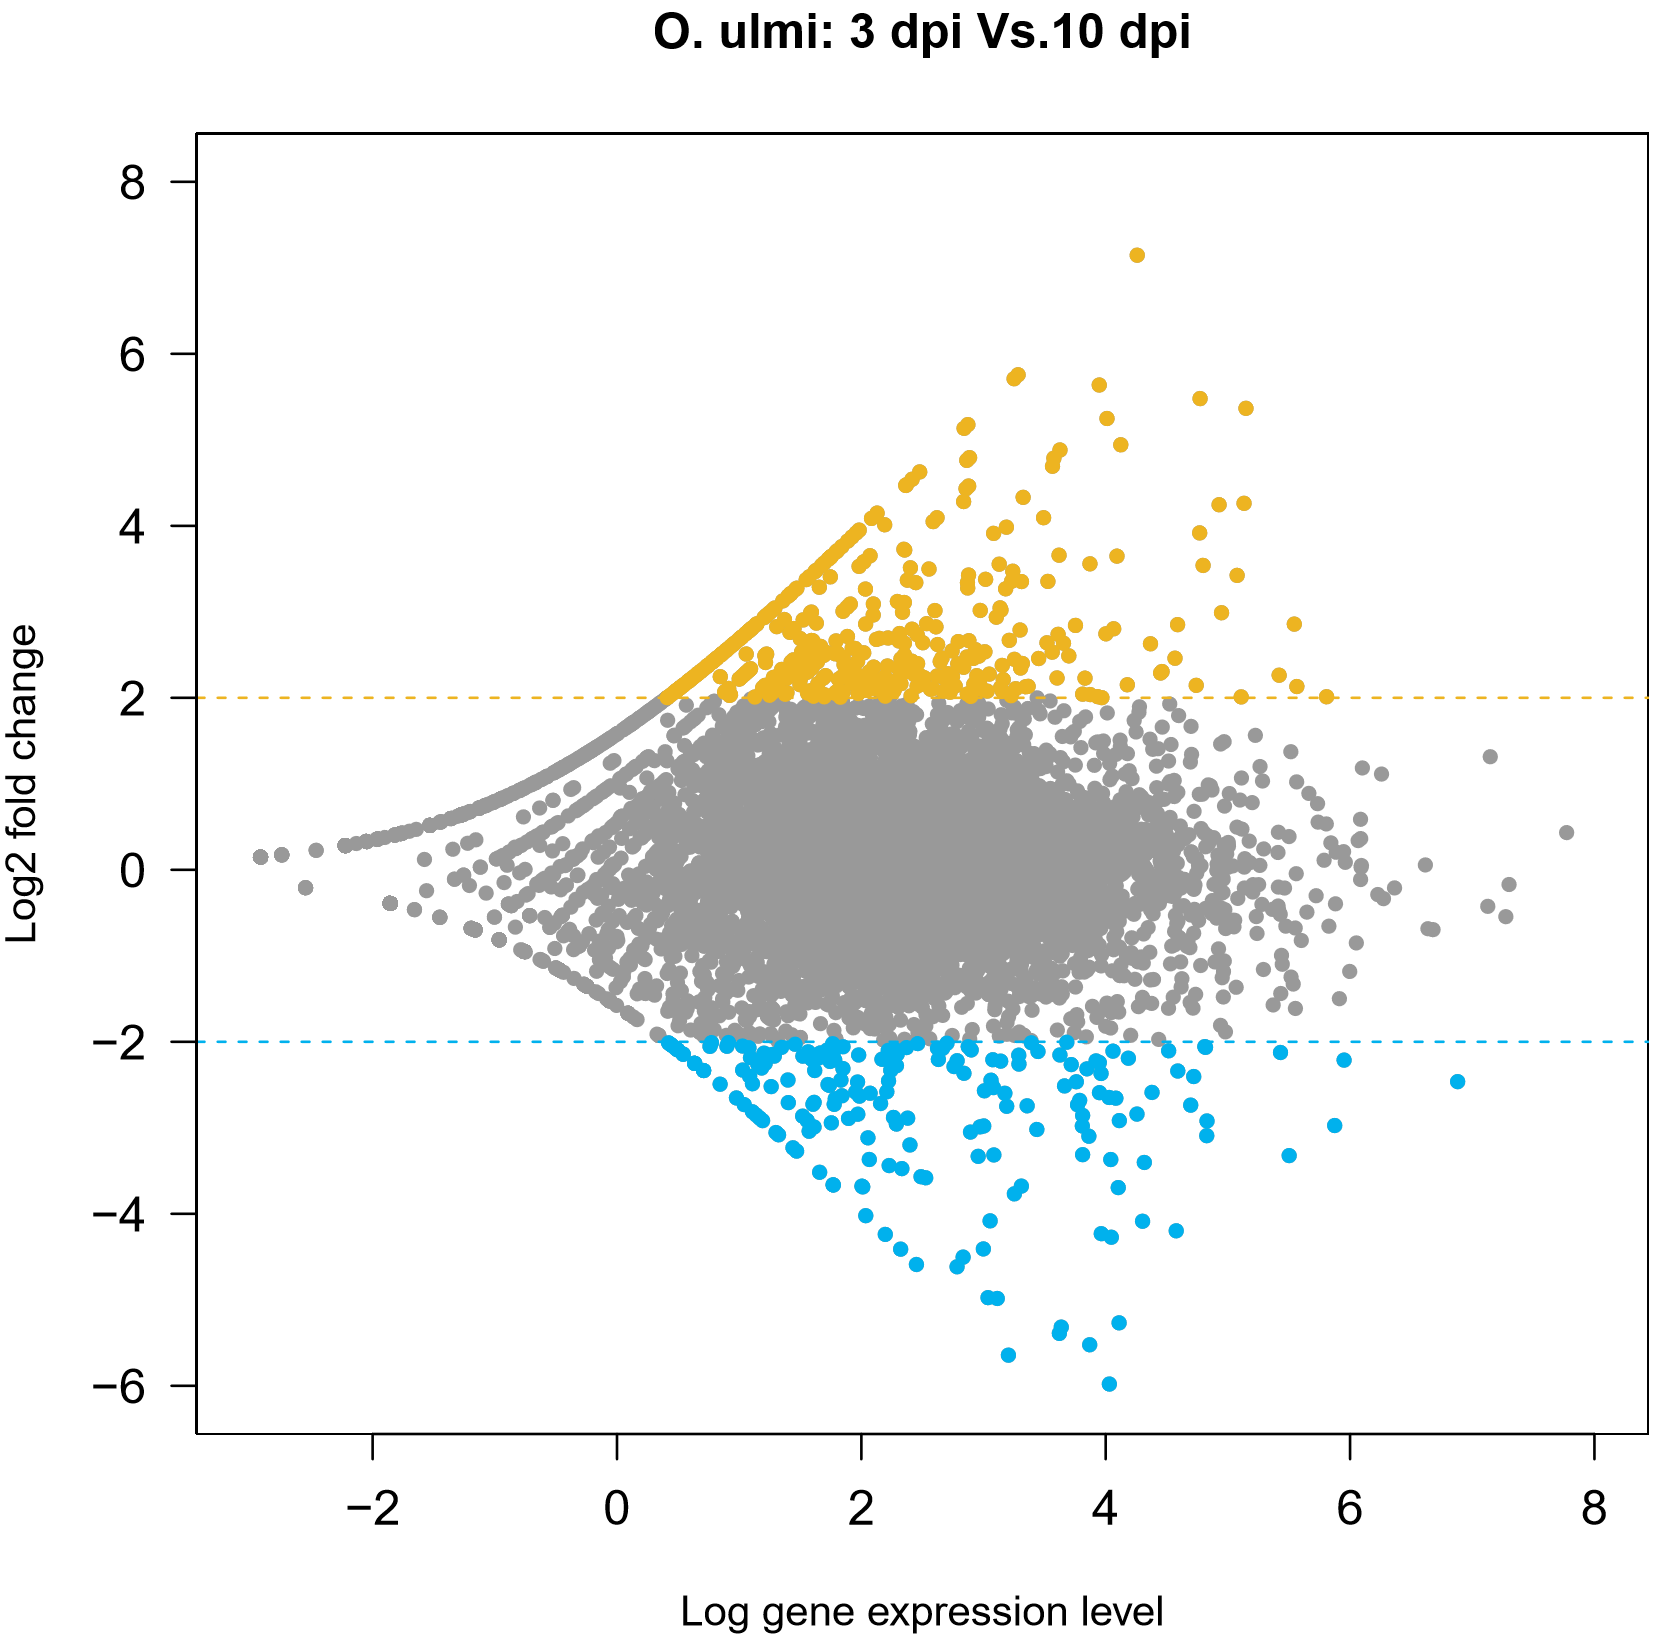 O. ulmi: 3 dpi Vs.10 dpi
Log2 fold change
8
6
4
2
0
−2
−4
−6
−2 0 2 4 6 8
Log gene expression level